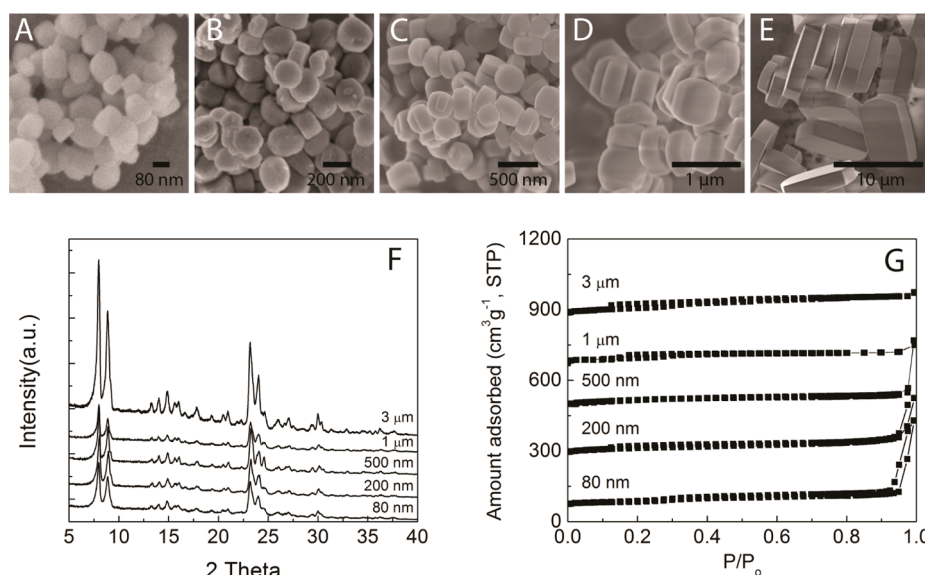 A
B
C
D
E
80 nm
200 nm
500 nm
1 μm
10 μm
F
Intensity(a.u.)
3 μm
1 μm
500 nm
200 nm
80 nm
5 10 15 20 25 30 35 40
2 Theta
G
Amount adsorbed (cm³g⁻¹, STP)
1200
900
600
300
0
3 μm
1 μm
500 nm
200 nm
80 nm
0.0 0.2 0.4 0.6 0.8 1.0
P/Pₒ